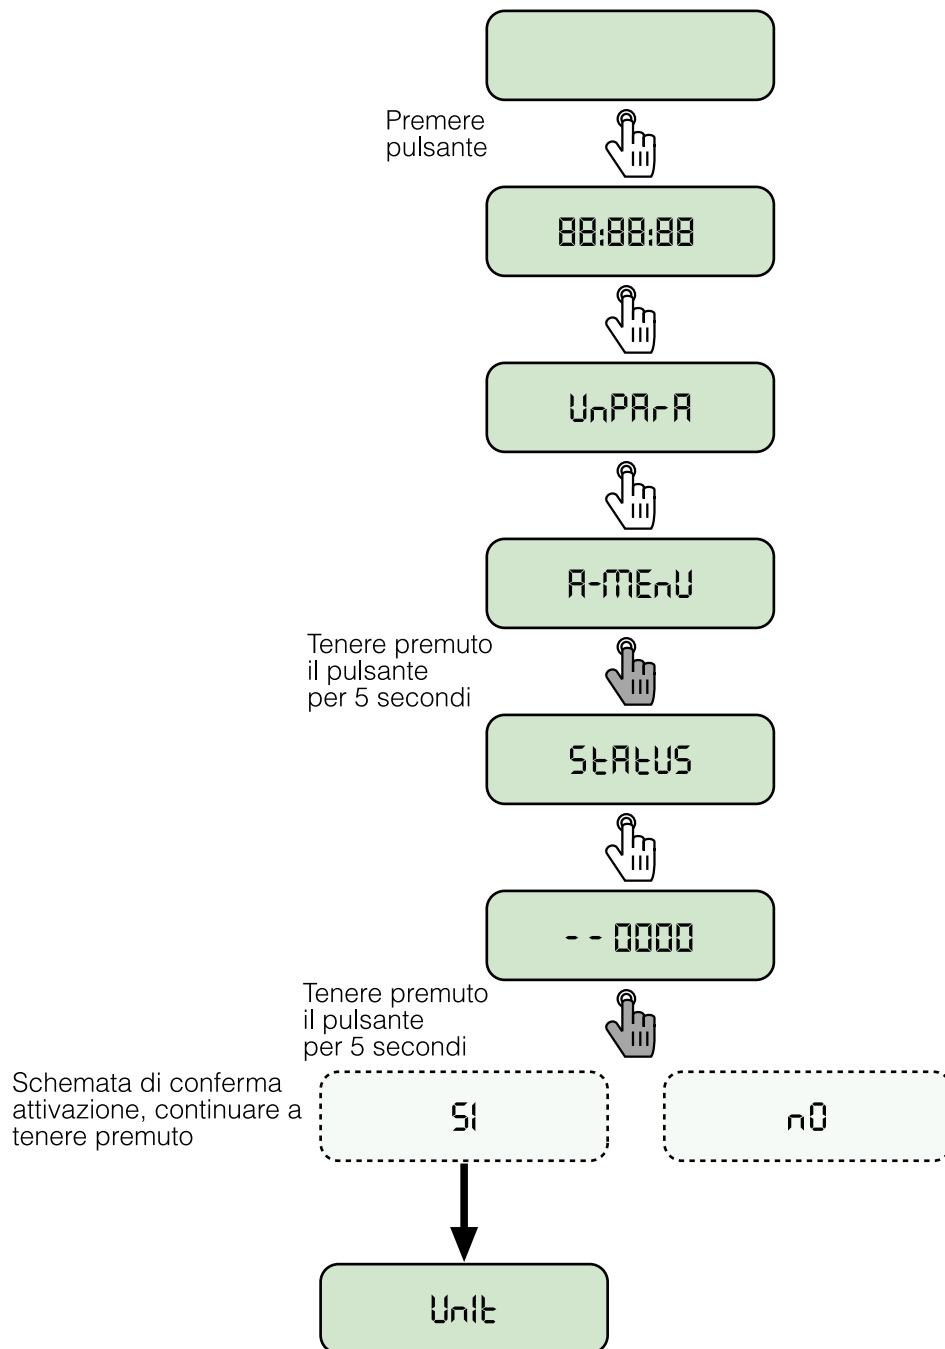 Premere
pulsante
88:88:88
UnPArA
A-MEnU
Tenere premuto
il pulsante
per 5 secondi
StAtUS
--0000
Tenere premuto
il pulsante
per 5 secondi
Schemata di conferma
attivazione, continuare a
tenere premuto
SI
nO
UnIt